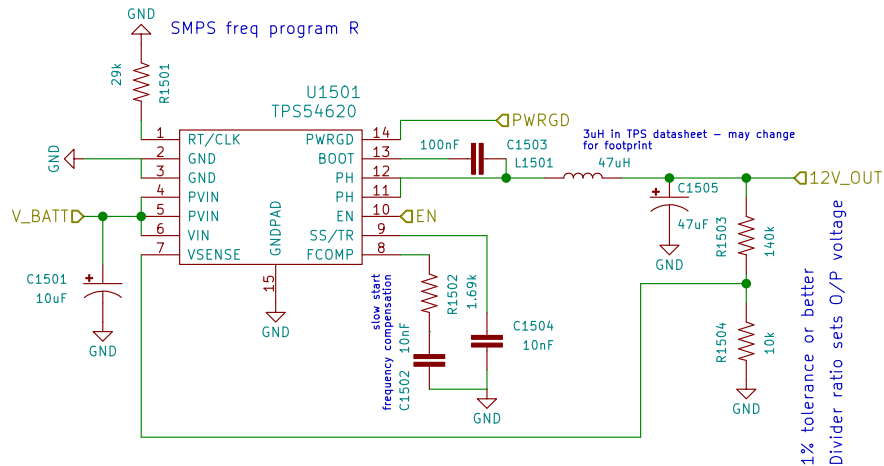 GND
SMPS freq program R
29k
R1501
U1501
TPS54620
1
RT/CLK
PWRGD
14
PWRGD
GND
2
GND
BOOT
13
100nF
C1503
3uH in TPS datasheet – may change
for footprint
3
GND
PH
12
L1501
47uH
4
PVIN
PH
11
V_BATT
5
PVIN
EN
10
EN
6
VIN
SS/TR
9
7
VSENSE
FCOMP
8
GNDPAD
15
GND
12V_OUT
C1505
47uF
GND
R1503
140k
C1501
10uF
GND
slow start
frequency compensation
R1502
1.69k
C1502
10nF
C1504
10nF
GND
R1504
10k
GND
1% tolerance or better
Divider ratio sets O/P voltage